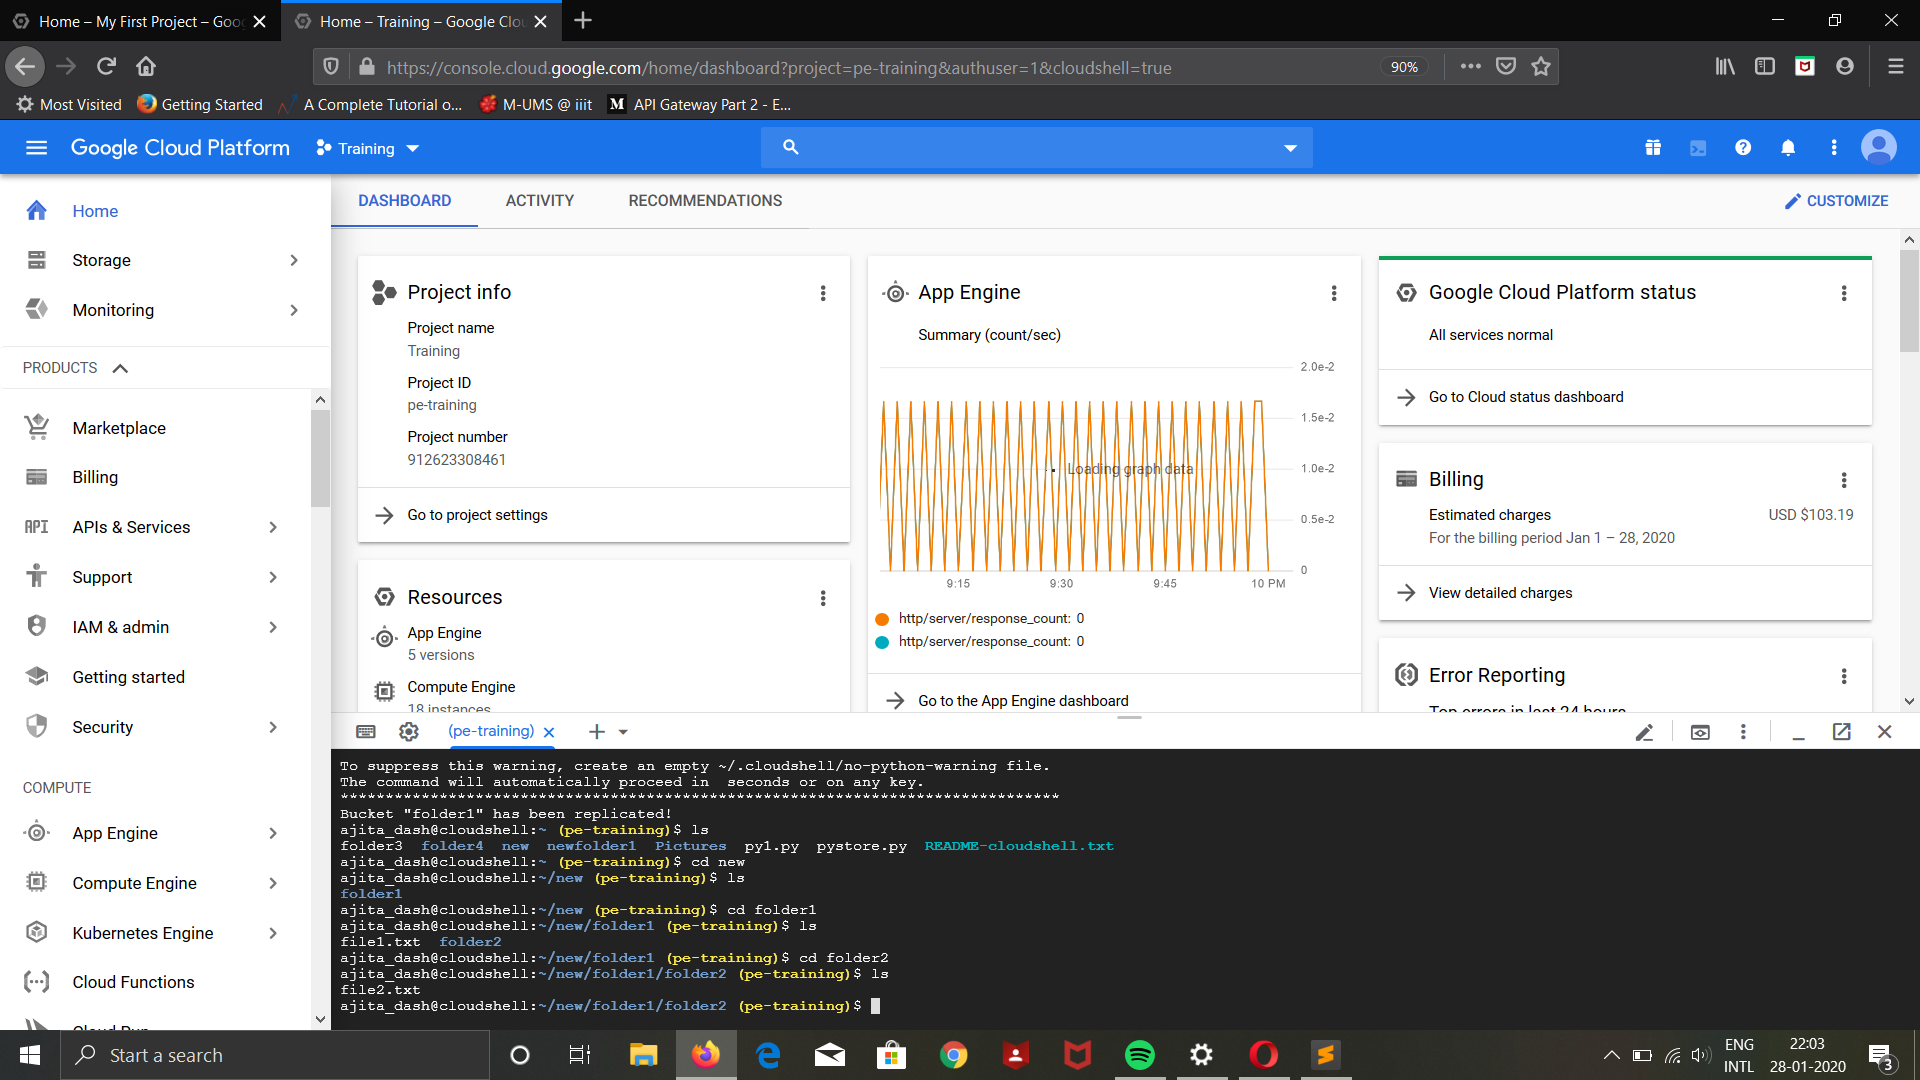 Home – My First Project – Goo
Home – Training – Google Clou
https://console.cloud.google.com/home/dashboard?project=pe-training&authuser=1&cloudshell=true
90%
Most Visited
Getting Started
A Complete Tutorial o...
M-UMS @ iiit
M
API Gateway Part 2 - E...
Google Cloud Platform
Training
Home
Storage
Monitoring
PRODUCTS
Marketplace
Billing
API
APIs & Services
Support
IAM & admin
Getting started
Security
COMPUTE
App Engine
Compute Engine
Kubernetes Engine
Cloud Functions
DASHBOARD
ACTIVITY
RECOMMENDATIONS
CUSTOMIZE
Project info
Project name
Training
Project ID
pe-training
Project number
912623308461
Go to project settings
Resources
App Engine
5 versions
Compute Engine
18 instances
App Engine
Summary (count/sec)
2.0e-2
1.5e-2
Loading graph data
1.0e-2
0.5e-2
0
9:15
9:30
9:45
10 PM
http/server/response_count: 0
http/server/response_count: 0
Go to the App Engine dashboard
Google Cloud Platform status
All services normal
Go to Cloud status dashboard
Billing
Estimated charges
USD $103.19
For the billing period Jan 1 – 28, 2020
View detailed charges
Error Reporting
Top errors in last 24 hours
(pe-training)
To suppress this warning, create an empty ~/.cloudshell/no-python-warning file.
The command will automatically proceed in  seconds or on any key.
********************************************************************************
Bucket "folder1" has been replicated!
ajita_dash@cloudshell:~ (pe-training)$ ls
folder3  folder4  new  newfolder1  Pictures  py1.py  pystore.py  README-cloudshell.txt
ajita_dash@cloudshell:~ (pe-training)$ cd new
ajita_dash@cloudshell:~/new (pe-training)$ ls
folder1
ajita_dash@cloudshell:~/new (pe-training)$ cd folder1
ajita_dash@cloudshell:~/new/folder1 (pe-training)$ ls
file1.txt  folder2
ajita_dash@cloudshell:~/new/folder1 (pe-training)$ cd folder2
ajita_dash@cloudshell:~/new/folder1/folder2 (pe-training)$ ls
file2.txt
ajita_dash@cloudshell:~/new/folder1/folder2 (pe-training)$
Start a search
ENG
INTL
22:03
28-01-2020
3